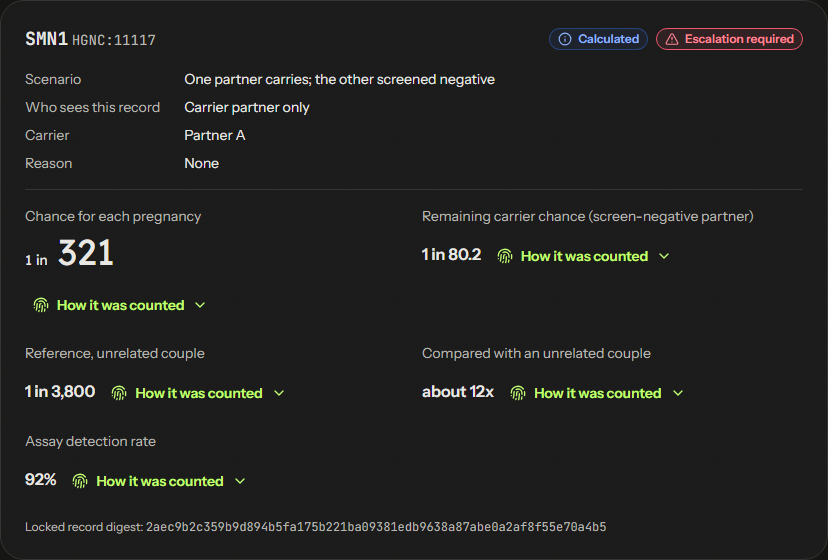 SMN1 HGNC:11117
Calculated
Escalation required
Scenario One partner carries; the other screened negative
Who sees this record Carrier partner only
Carrier Partner A
Reason None
Chance for each pregnancy
1 in 321
How it was counted
Remaining carrier chance (screen-negative partner)
1 in 80.2 How it was counted
Reference, unrelated couple
1 in 3,800 How it was counted
Compared with an unrelated couple
about 12x How it was counted
Assay detection rate
92% How it was counted
Locked record digest: 2aec9b2c359b9d894b5fa175b221ba09381edb9638a87abe0a2af8f55e70a4b5